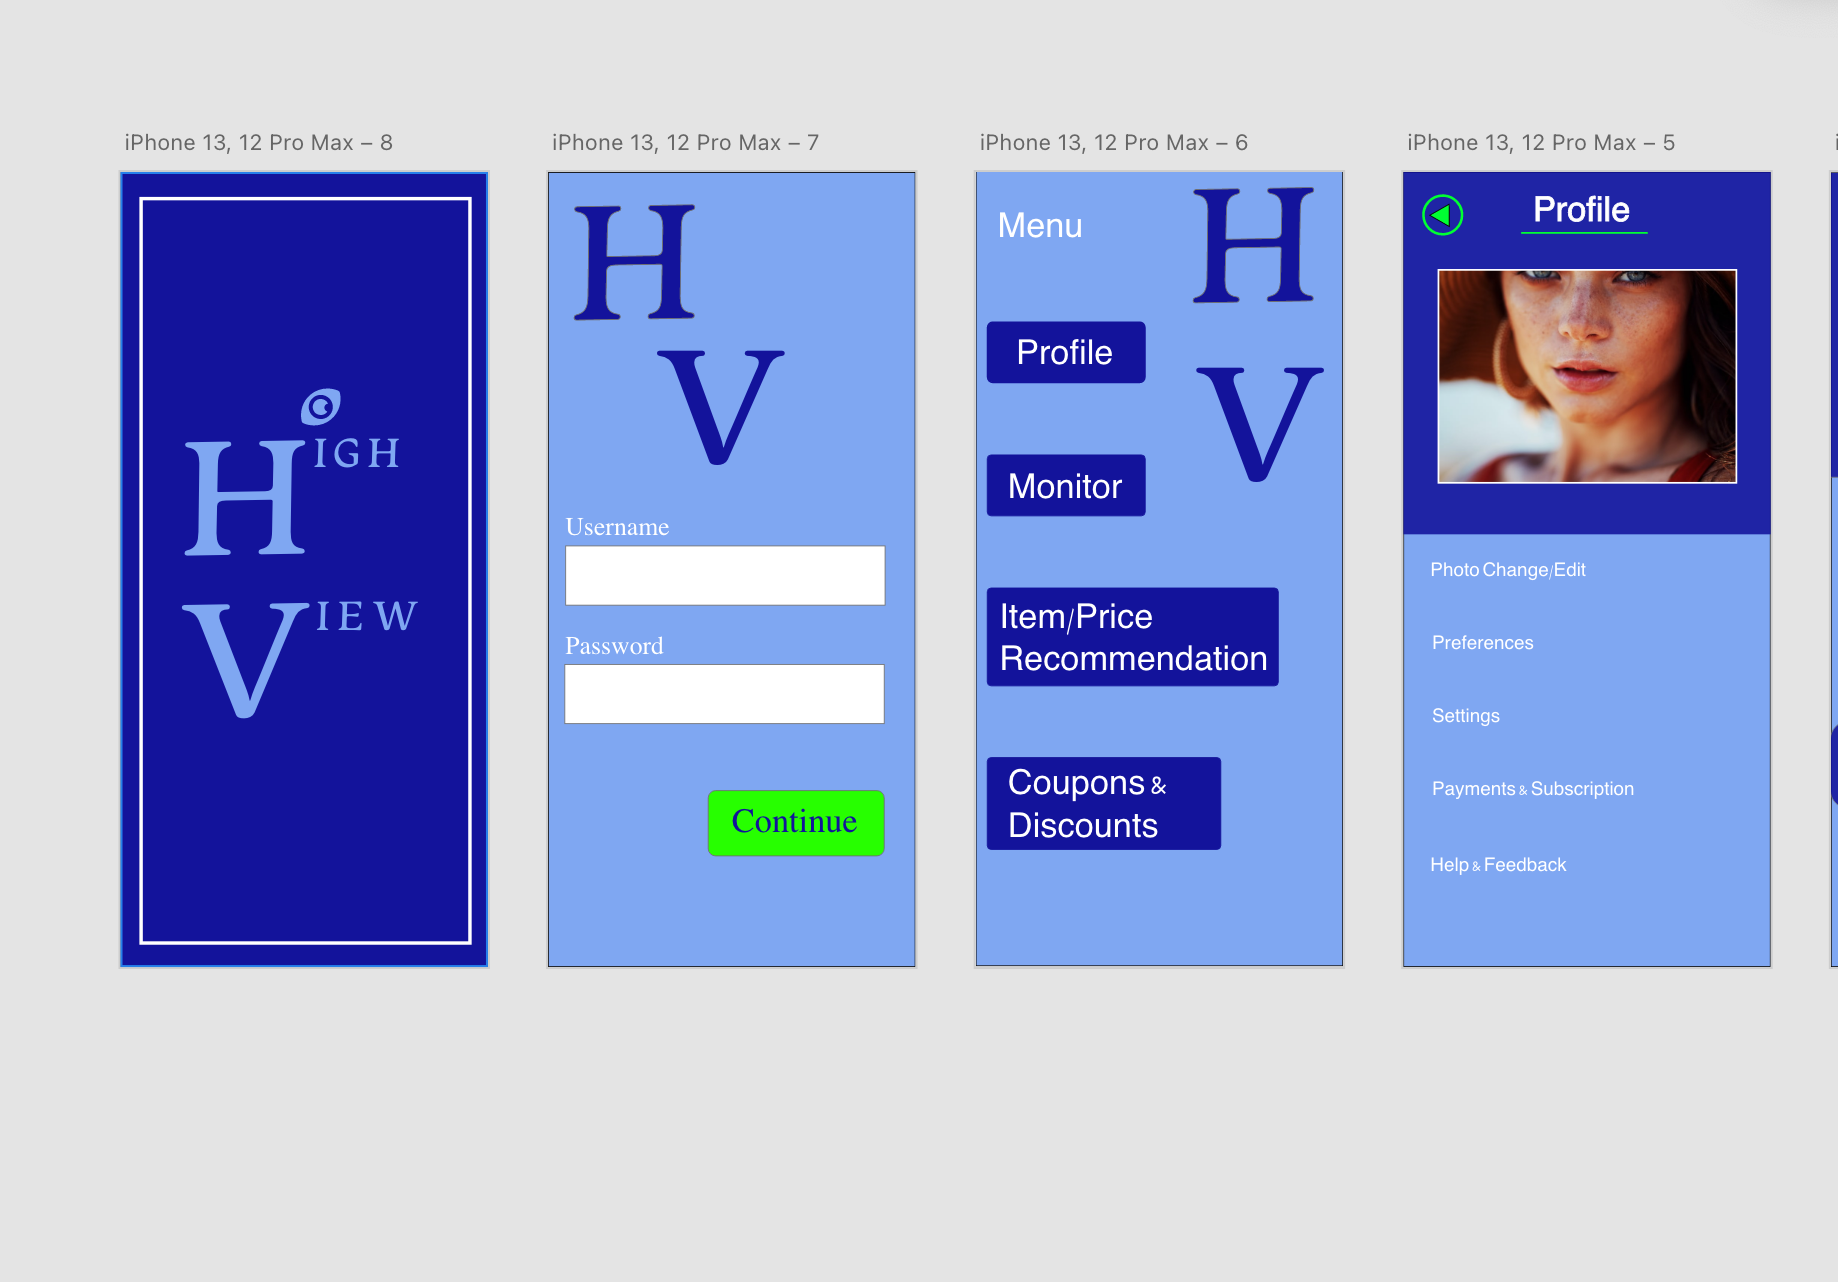 iPhone 13, 12 Pro Max – 8
HIGH
VIEW
iPhone 13, 12 Pro Max – 7
H
V
Username
Password
Continue
iPhone 13, 12 Pro Max – 6
Menu
H
V
Profile
Monitor
Item/Price
Recommendation
Coupons &
Discounts
iPhone 13, 12 Pro Max – 5
Profile
Photo Change/Edit
Preferences
Settings
Payments & Subscription
Help & Feedback